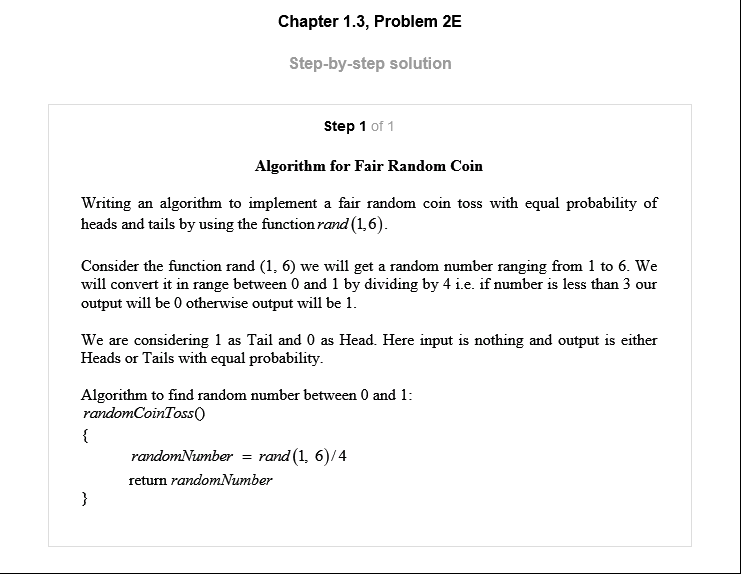 Chapter 1.3, Problem 2E
Step-by-step solution
Step 1 of 1
Algorithm for Fair Random Coin
Writing an algorithm to implement a fair random coin toss with equal probability of
heads and tails by using the function rand (1,6).
Consider the function rand (1, 6) we will get a random number ranging from 1 to 6. We
will convert it in range between 0 and 1 by dividing by 4 i.e. if number is less than 3 our
output will be 0 otherwise output will be 1.
We are considering 1 as Tail and 0 as Head. Here input is nothing and output is either
Heads or Tails with equal probability.
Algorithm to find random number between 0 and 1:
randomCoinToss()
{
randomNumber = rand (1, 6)/4
return randomNumber
}